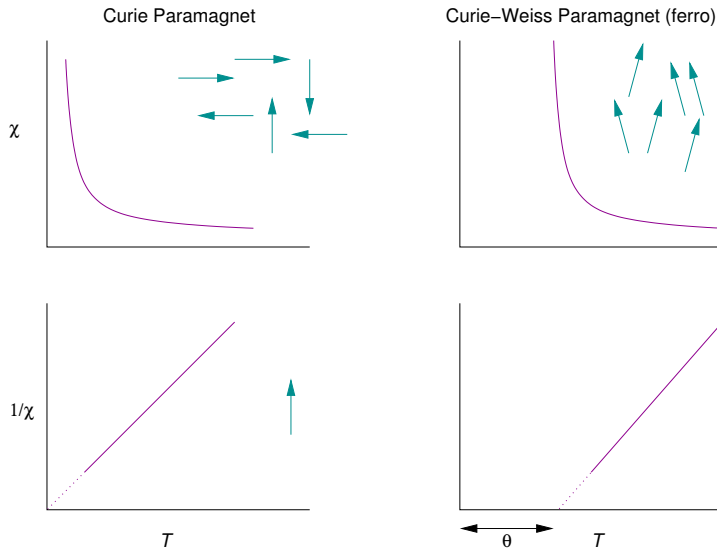 Curie Paramagnet
Curie–Weiss Paramagnet (ferro)
χ
1/χ
T
θ
T